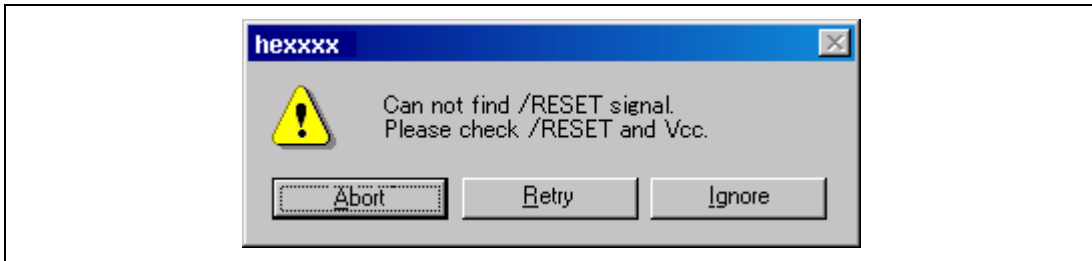 hexxxx
Can not find /RESET signal.
Please check /RESET and Vcc.
Abort
Retry
Ignore